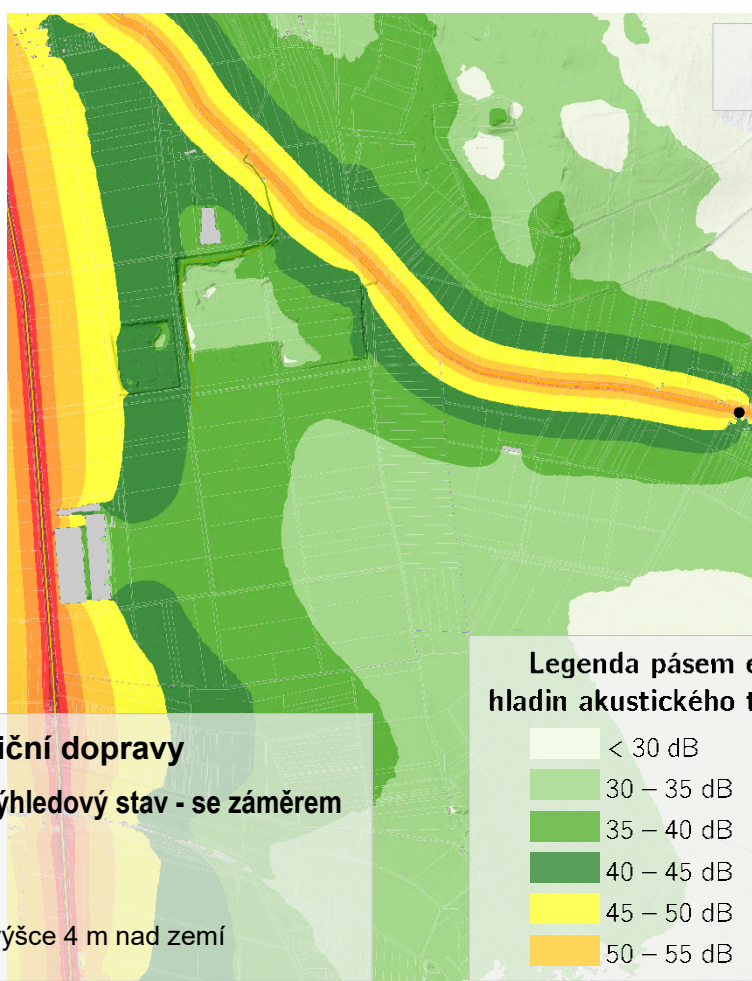 iční dopravy
ýhledový stav - se záměrem
ýšce 4 m nad zemí
Legenda pásem e
hladin akustického t
< 30 dB
30 – 35 dB
35 – 40 dB
40 – 45 dB
45 – 50 dB
50 – 55 dB